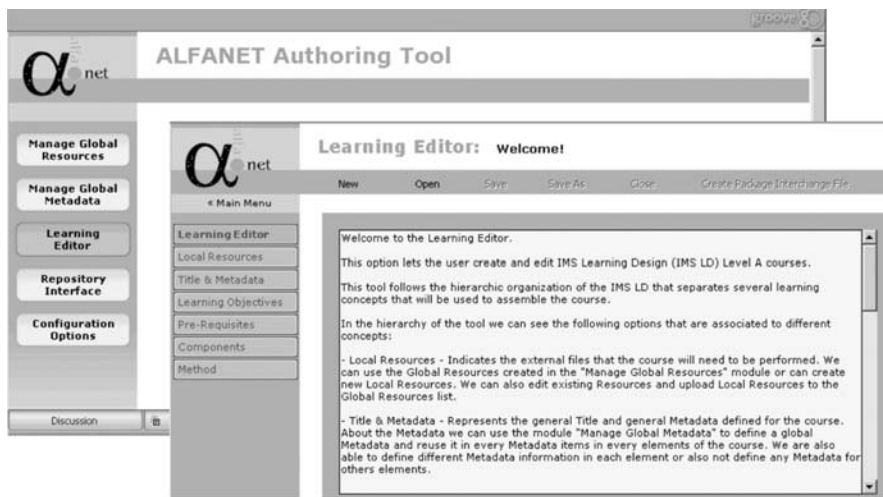 groove
ALFANET Authoring Tool
α net
Manage Global
Resources
Manage Global
Metadata
Learning
Editor
Repository
Interface
Configuration
Options
Discussion
α net
« Main Menu
Learning Editor: Welcome!
New Open Save Save As Close Create Package Interchange File
Learning Editor
Local Resources
Title & Metadata
Learning Objectives
Pre-Requisites
Components
Method
Welcome to the Learning Editor.
This option lets the user create and edit IMS Learning Design (IMS LD) Level A courses.
This tool follows the hierarchic organization of the IMS LD that separates several learning
concepts that will be used to assemble the course.
In the hierarchy of the tool we can see the following options that are associated to different
concepts:
- Local Resources - Indicates the external files that the course will need to be performed. We
can use the Global Resources created in the "Manage Global Resources" module or can create
new Local Resources. We can also edit existing Resources and upload Local Resources to the
Global Resources list.
- Title & Metadata - Represents the general Title and general Metadata defined for the course.
About the Metadata we can use the module "Manage Global Metadata" to define a global
Metadata and reuse it in every Metadata items in every elements of the course. We are also
able to define different Metadata information in each element or also not define any Metadata for
others elements.